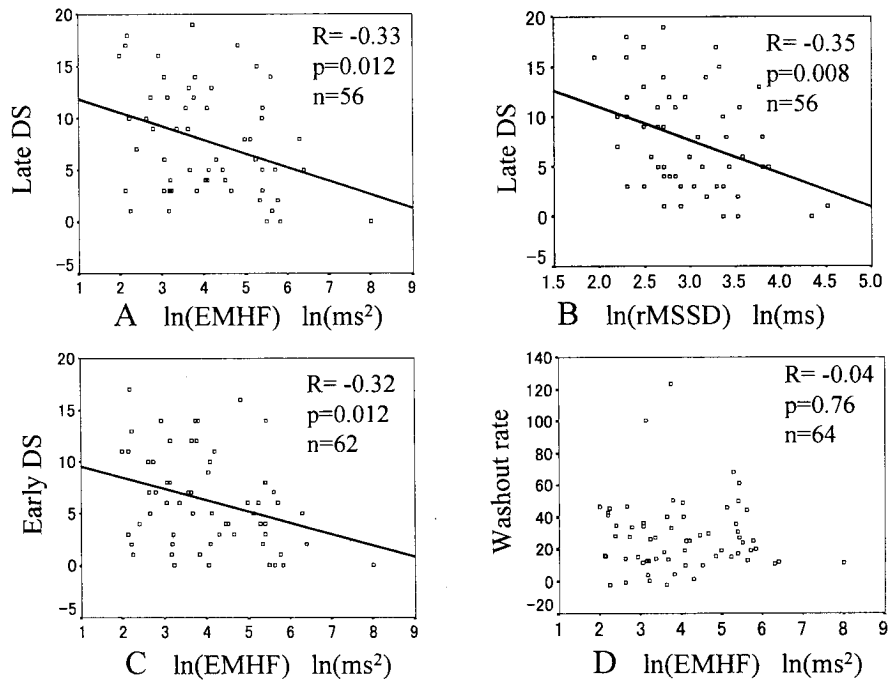 20
15
10
5
0
-5
Late DS
R= -0.33
p=0.012
n=56
1 2 3 4 5 6 7 8 9
A ln(EMHF) ln(ms²)
20
15
10
5
0
-5
Late DS
R= -0.35
p=0.008
n=56
1.5 2.0 2.5 3.0 3.5 4.0 4.5 5.0
B ln(rMSSD) ln(ms)
20
15
10
5
0
-5
Early DS
R= -0.32
p=0.012
n=62
1 2 3 4 5 6 7 8 9
C ln(EMHF) ln(ms²)
140
120
100
80
60
40
20
0
-20
Washout rate
R= -0.04
p=0.76
n=64
1 2 3 4 5 6 7 8 9
D ln(EMHF) ln(ms²)